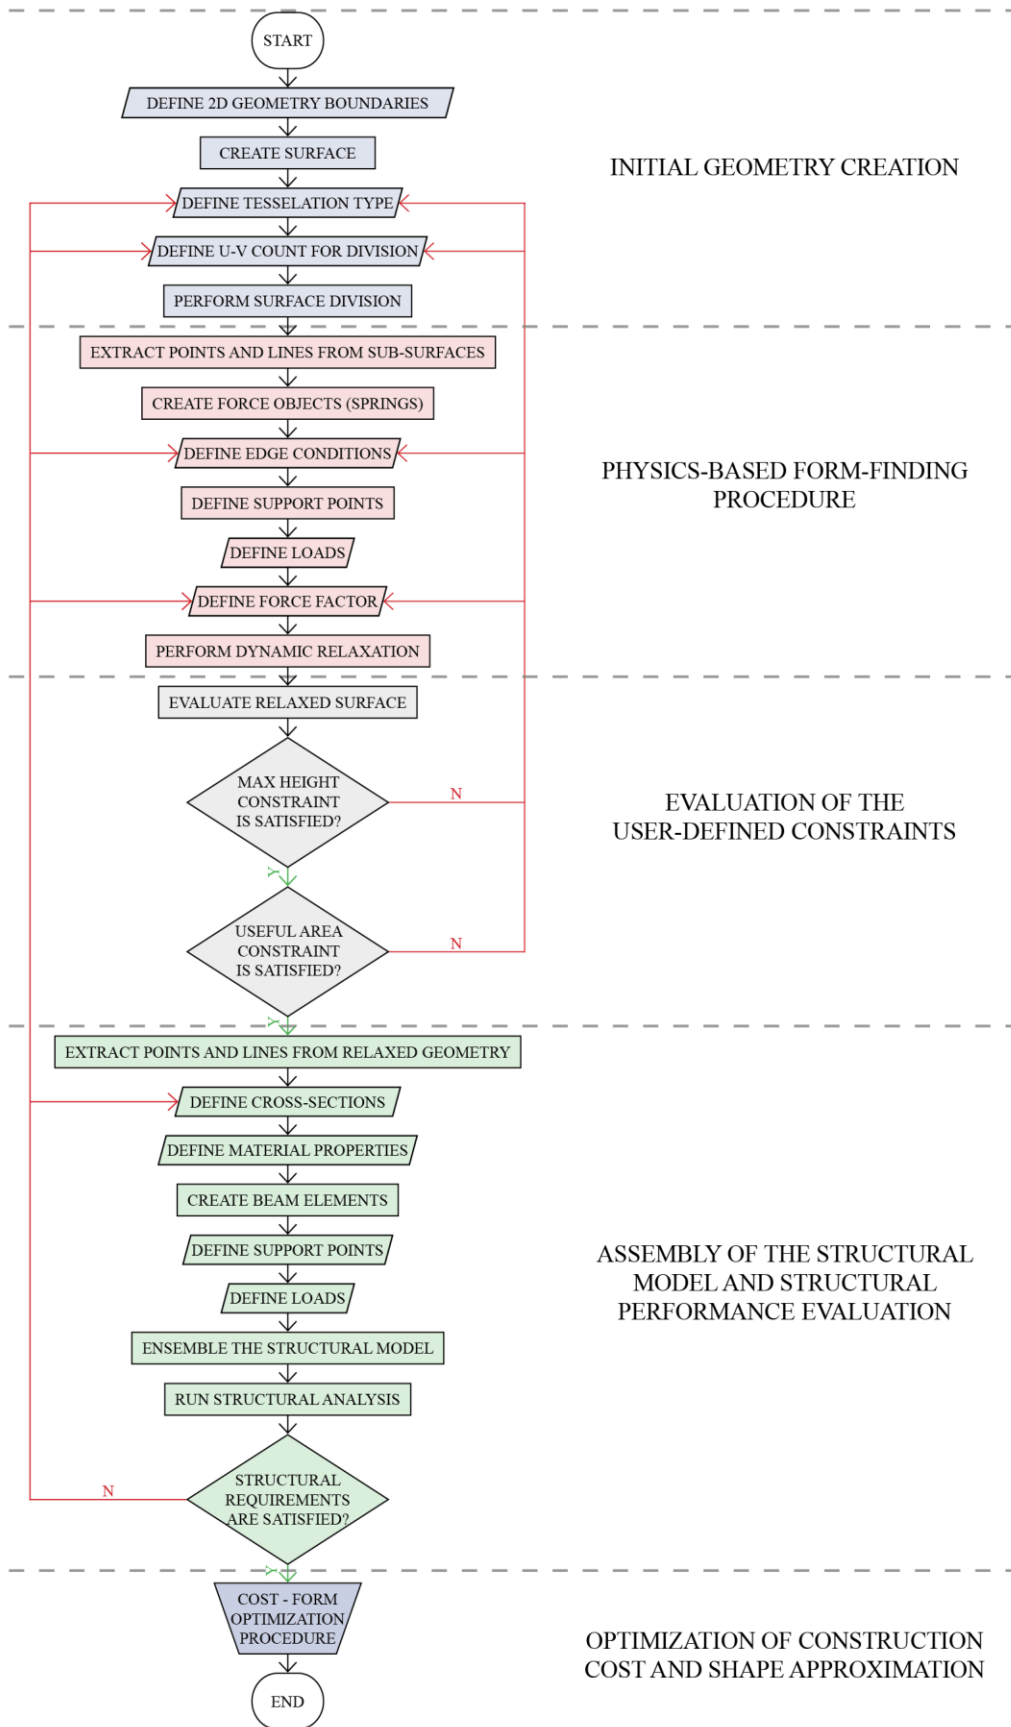 START
DEFINE 2D GEOMETRY BOUNDARIES
CREATE SURFACE
INITIAL GEOMETRY CREATION
DEFINE TESSELATION TYPE
DEFINE U-V COUNT FOR DIVISION
PERFORM SURFACE DIVISION
EXTRACT POINTS AND LINES FROM SUB-SURFACES
CREATE FORCE OBJECTS (SPRINGS)
DEFINE EDGE CONDITIONS
PHYSICS-BASED FORM-FINDING
PROCEDURE
DEFINE SUPPORT POINTS
DEFINE LOADS
DEFINE FORCE FACTOR
PERFORM DYNAMIC RELAXATION
EVALUATE RELAXED SURFACE
MAX HEIGHT
CONSTRAINT
IS SATISFIED?
N
EVALUATION OF THE
USER-DEFINED CONSTRAINTS
Y
USEFUL AREA
CONSTRAINT
IS SATISFIED?
N
Y
EXTRACT POINTS AND LINES FROM RELAXED GEOMETRY
DEFINE CROSS-SECTIONS
DEFINE MATERIAL PROPERTIES
CREATE BEAM ELEMENTS
DEFINE SUPPORT POINTS
DEFINE LOADS
ASSEMBLY OF THE STRUCTURAL
MODEL AND STRUCTURAL
PERFORMANCE EVALUATION
ENSEMBLE THE STRUCTURAL MODEL
RUN STRUCTURAL ANALYSIS
STRUCTURAL
REQUIREMENTS
ARE SATISFIED?
N
Y
COST - FORM
OPTIMIZATION
PROCEDURE
OPTIMIZATION OF CONSTRUCTION
COST AND SHAPE APPROXIMATION
END